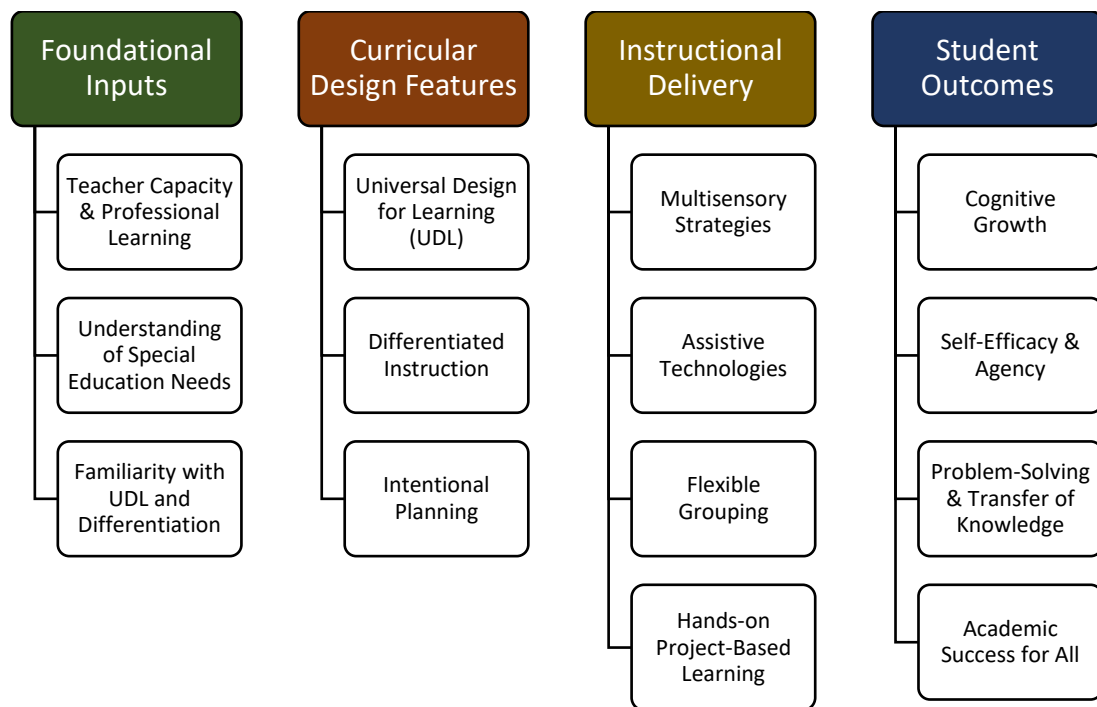 Foundational
Inputs
Teacher Capacity
& Professional
Learning
Understanding
of Special
Education Needs
Familiarity with
UDL and
Differentiation
Curricular
Design Features
Universal Design
for Learning
(UDL)
Differentiated
Instruction
Intentional
Planning
Instructional
Delivery
Multisensory
Strategies
Assistive
Technologies
Flexible
Grouping
Hands-on
Project-Based
Learning
Student
Outcomes
Cognitive
Growth
Self-Efficacy &
Agency
Problem-Solving
& Transfer of
Knowledge
Academic
Success for All